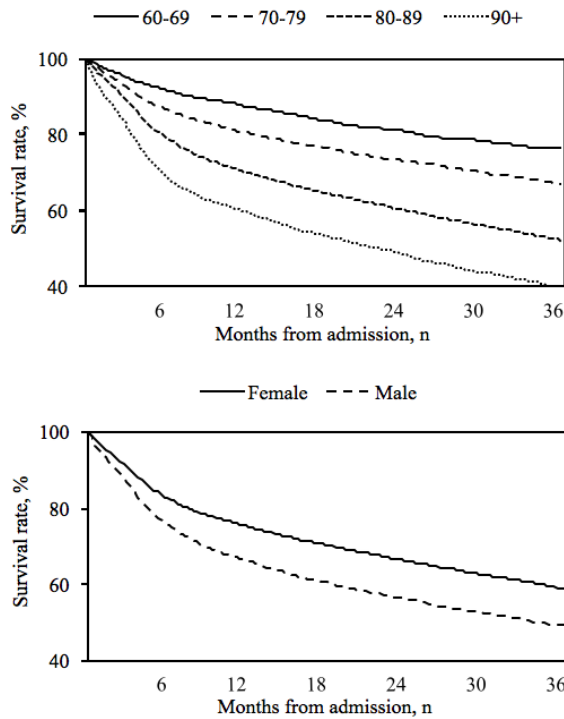 60-69 70-79 80-89 90+
100
80
60
40
Survival rate, %
6 12 18 24 30 36
Months from admission, n
Female Male
100
80
60
40
Survival rate, %
6 12 18 24 30 36
Months from admission, n